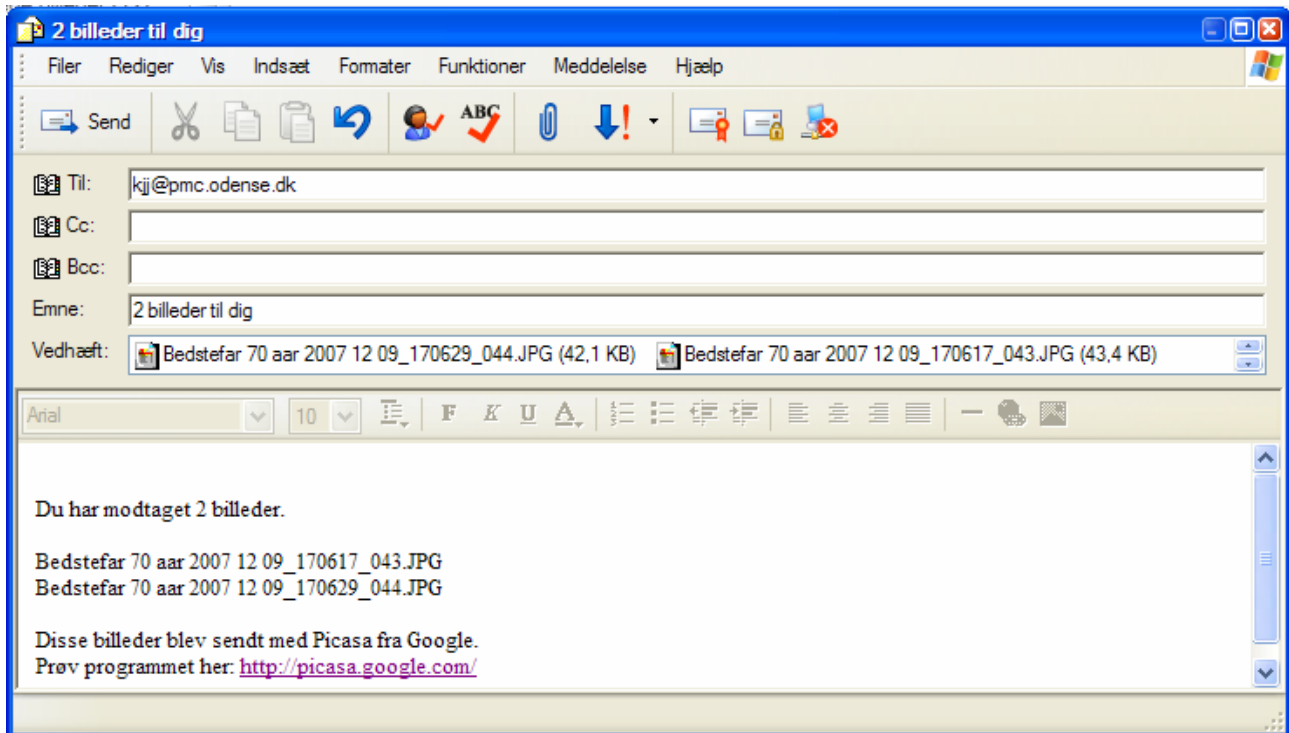 2 billeder til dig
Filer Rediger Vis Indsæt Formater Funktioner Meddelelse Hjælp
Send ABC
Til: kjj@pmc.odense.dk
Cc:
Bcc:
Emne: 2 billeder til dig
Vedhæft: Bedstefar 70 aar 2007 12 09_170629_044.JPG (42,1 KB) Bedstefar 70 aar 2007 12 09_170617_043.JPG (43,4 KB)
Arial 10 F K U A
Du har modtaget 2 billeder.
Bedstefar 70 aar 2007 12 09_170617_043.JPG
Bedstefar 70 aar 2007 12 09_170629_044.JPG
Disse billeder blev sendt med Picasa fra Google.
Prøv programmet her: http://picasa.google.com/